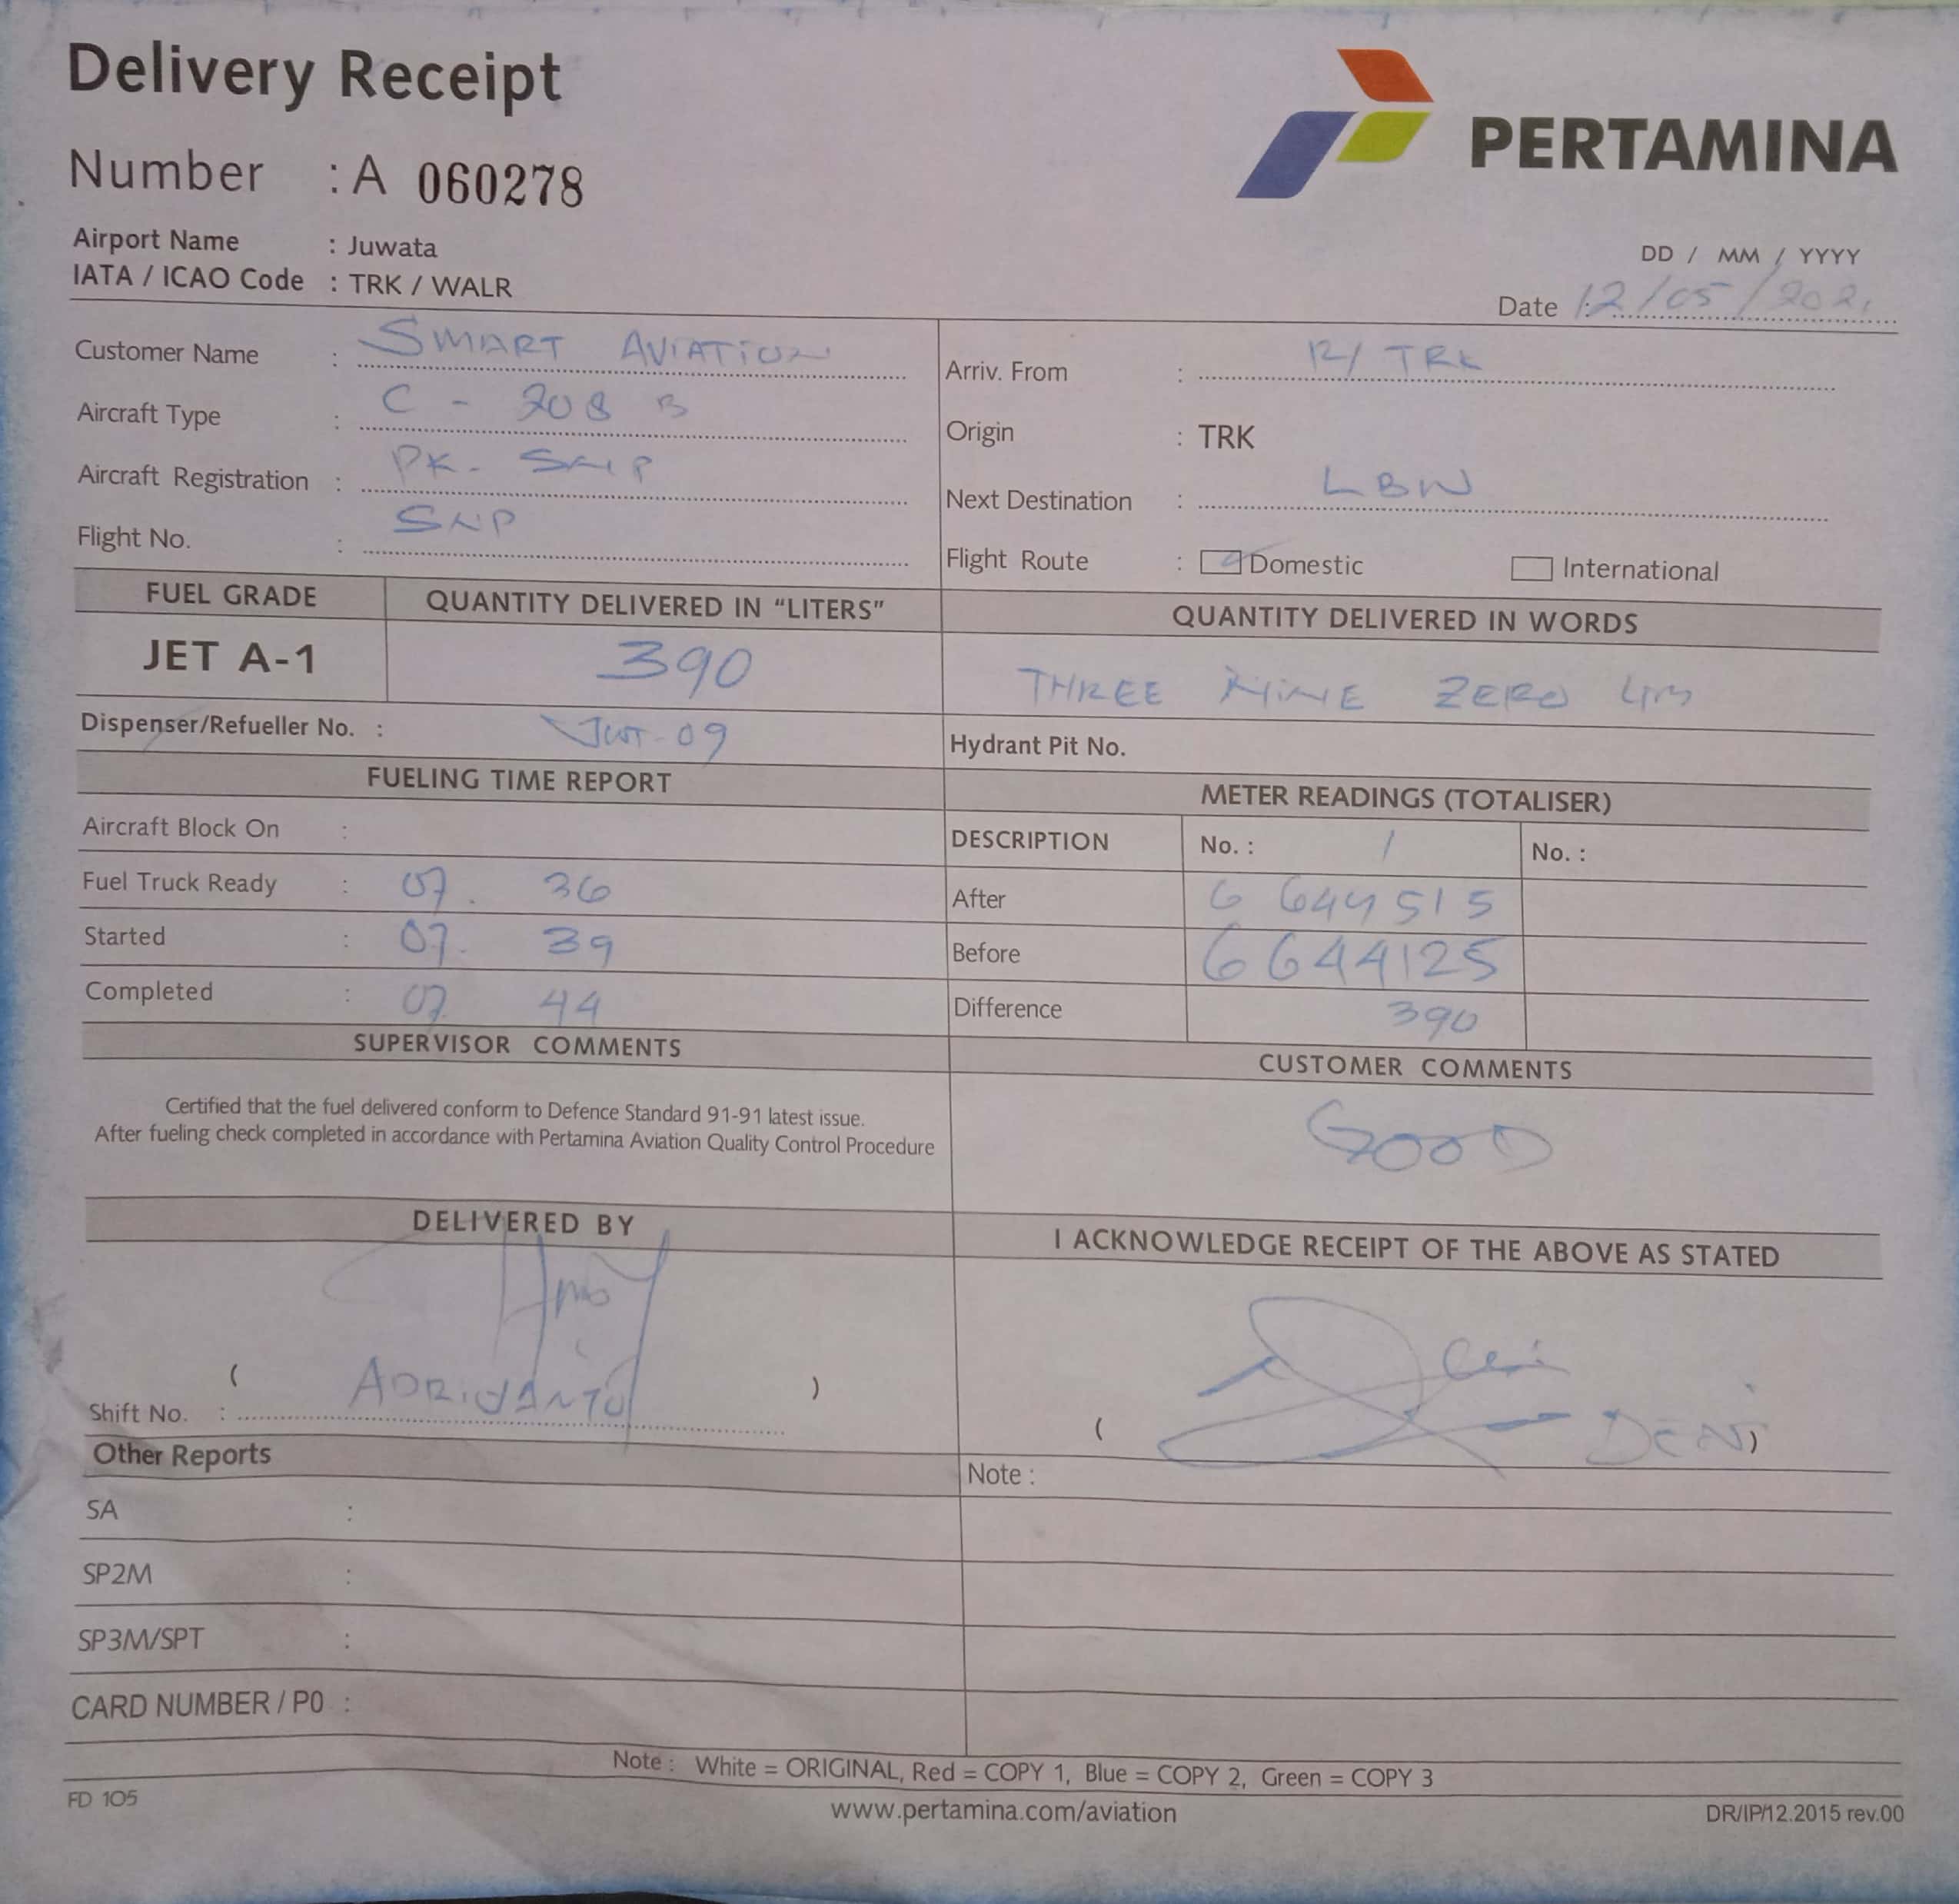 Delivery Receipt
PERTAMINA
Number : A 060278
Airport Name : Juwata
IATA / ICAO Code : TRK / WALR
DD / MM / YYYY
Date : 12/05/2021
Customer Name : SMART AVIATION
Aircraft Type : C - 208 B
Aircraft Registration : PK - SNP
Flight No. : SNP
Arriv. From : R/ TRK
Origin : TRK
Next Destination : LBW
Flight Route : Domestic International
FUEL GRADE QUANTITY DELIVERED IN “LITERS” QUANTITY DELIVERED IN WORDS
JET A-1 390 THREE NINE ZERO
Dispenser/Refueller No. : JWT-09 Hydrant Pit No.
FUELING TIME REPORT
Aircraft Block On :
Fuel Truck Ready : 07. 36
Started : 07. 39
Completed : 07 44
METER READINGS (TOTALISER)
DESCRIPTION No. : 1 No. :
After 6644515
Before 6644125
Difference 390
SUPERVISOR COMMENTS
Certified that the fuel delivered conform to Defence Standard 91-91 latest issue.
After fueling check completed in accordance with Pertamina Aviation Quality Control Procedure
CUSTOMER COMMENTS
GOOD
DELIVERED BY
( ADRIYANTO )
Shift No. :
I ACKNOWLEDGE RECEIPT OF THE ABOVE AS STATED
( DENI )
Other Reports
SA :
SP2M :
SP3M/SPT :
CARD NUMBER / P0 :
Note :
Note : White = ORIGINAL, Red = COPY 1, Blue = COPY 2, Green = COPY 3
FD 105
www.pertamina.com/aviation
DR/IP/12.2015 rev.00